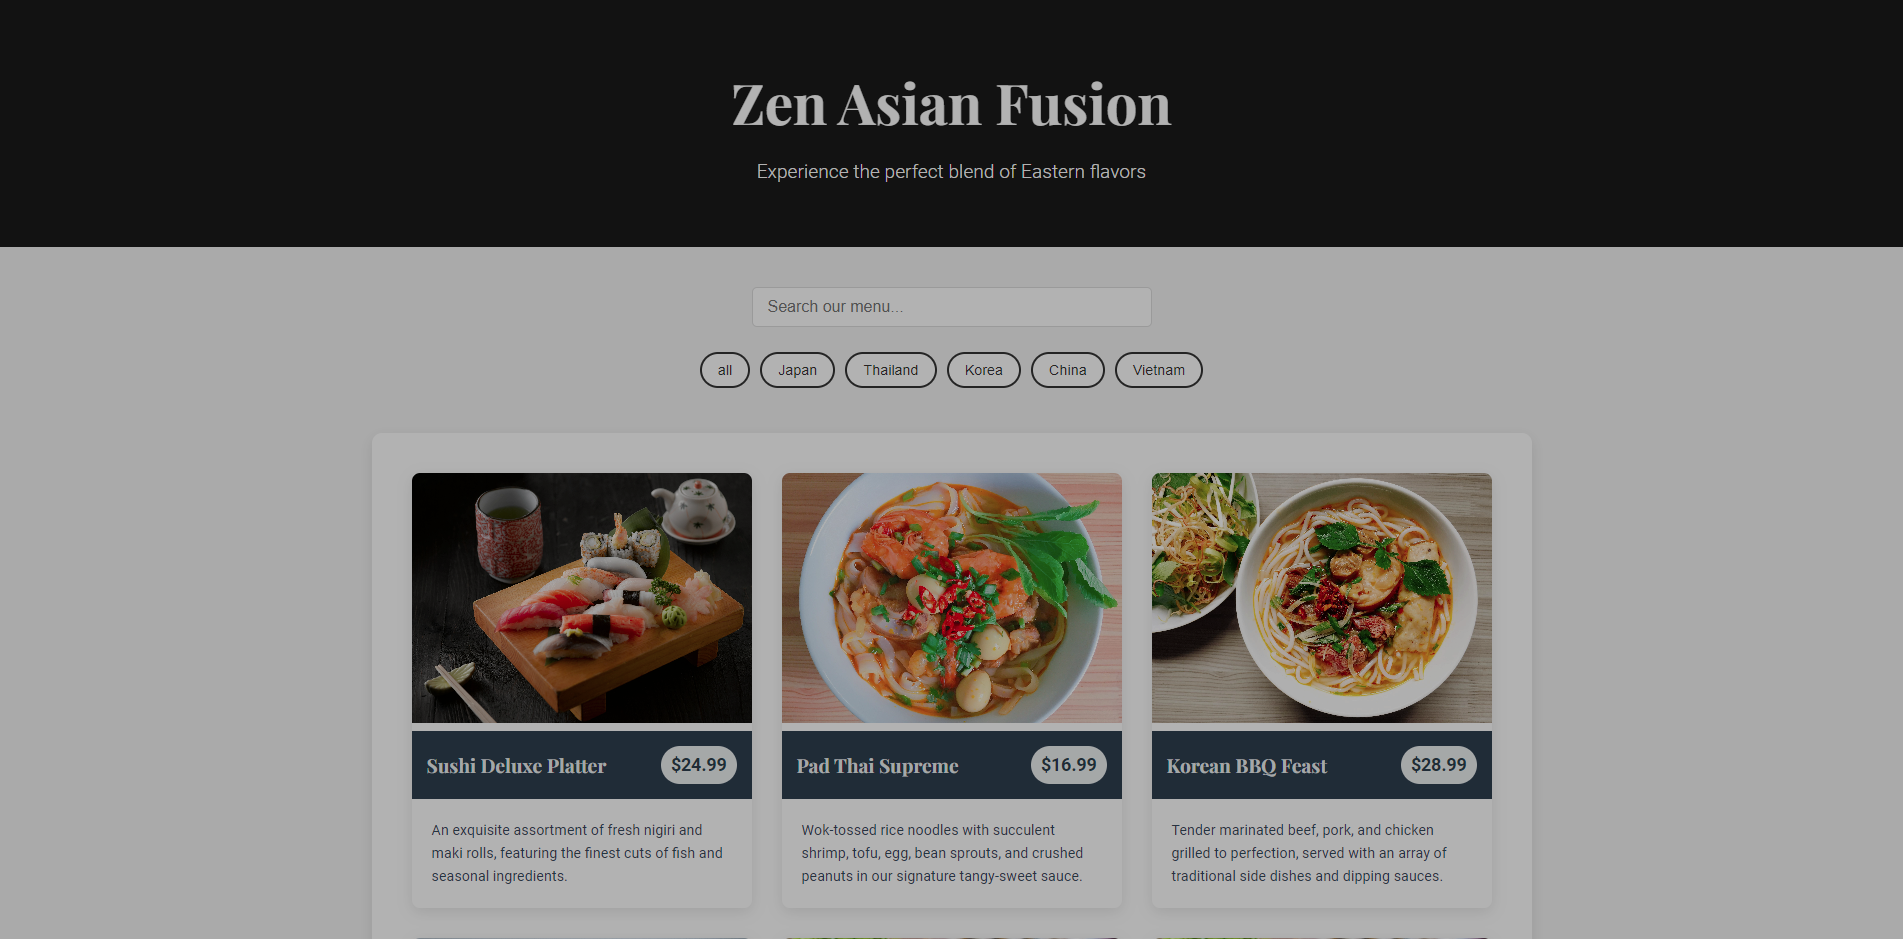 Zen Asian Fusion
Experience the perfect blend of Eastern flavors
Search our menu...
all
Japan
Thailand
Korea
China
Vietnam
Sushi Deluxe Platter
$24.99
An exquisite assortment of fresh nigiri and
maki rolls, featuring the finest cuts of fish and
seasonal ingredients.
Pad Thai Supreme
$16.99
Wok-tossed rice noodles with succulent
shrimp, tofu, egg, bean sprouts, and crushed
peanuts in our signature tangy-sweet sauce.
Korean BBQ Feast
$28.99
Tender marinated beef, pork, and chicken
grilled to perfection, served with an array of
traditional side dishes and dipping sauces.